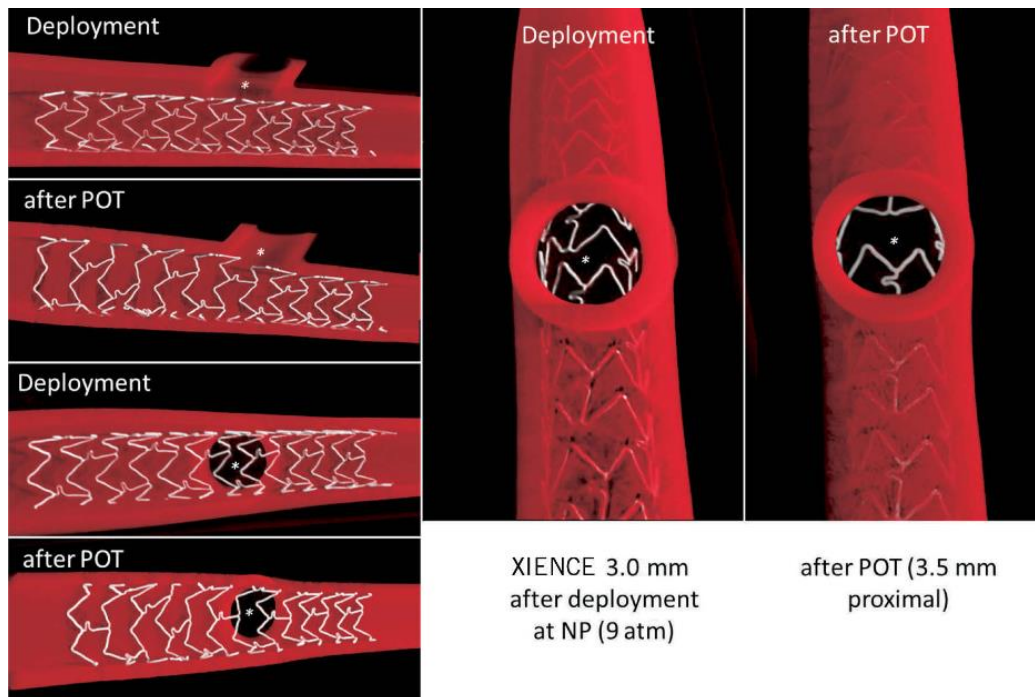 Deployment
*
after POT
*
Deployment
*
after POT
*
Deployment
*
after POT
*
XIENCE 3.0 mm
after deployment
at NP (9 atm)
after POT (3.5 mm
proximal)